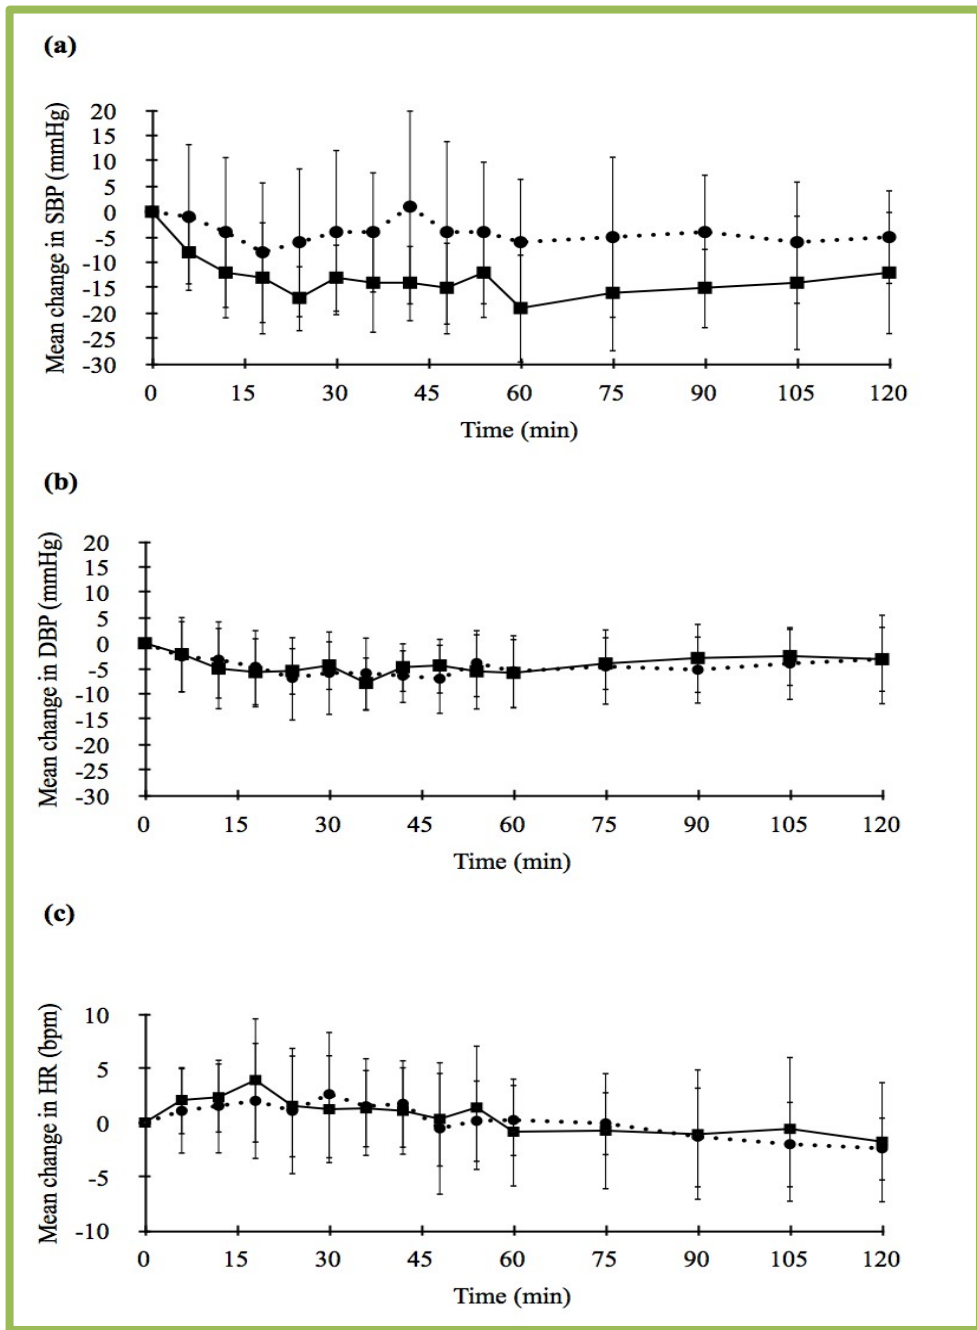 (a)
Mean change in SBP (mmHg)
20
15
10
5
0
-5
-10
-15
-20
-25
-30
0 15 30 45 60 75 90 105 120
Time (min)
(b)
Mean change in DBP (mmHg)
20
15
10
5
0
-5
-10
-15
-20
-25
-30
0 15 30 45 60 75 90 105 120
Time (min)
(c)
Mean change in HR (bpm)
10
5
0
-5
-10
0 15 30 45 60 75 90 105 120
Time (min)